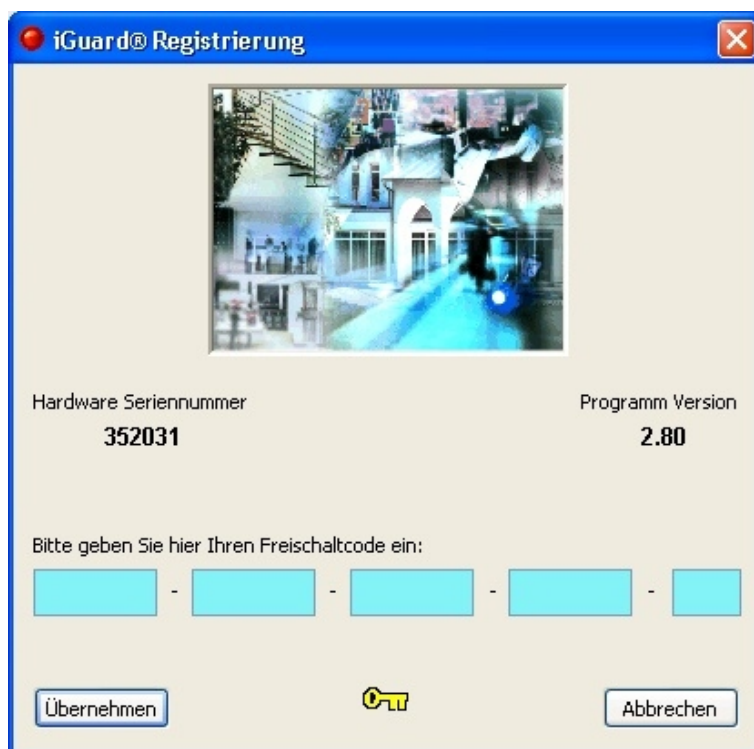 iGuard® Registrierung
Hardware Seriennummer
Programm Version
352031
2.80
Bitte geben Sie hier Ihren Freischaltcode ein:
- - - -
Übernehmen
Abbrechen